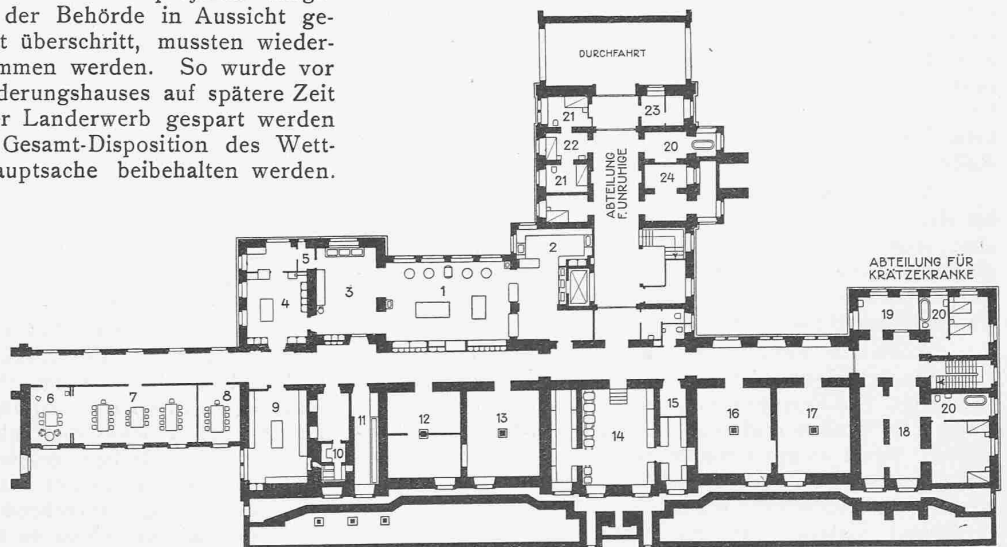 der Behörde in Aussicht ge-
t überschritt, mussten wieder-
mmen werden. So wurde vor
derungshauses auf spätere Zeit
er Landerwerb gespart werden
Gesamt-Disposition des Wett-
auptsache beibehalten werden.
DURCHFAHRT
21
23
22
20
21
24
ABTEILUNG
F. UNRUHIGE
2
5
3
1
4
ABTEILUNG FÜR
KRÄTZEKRANKE
19
20
6
7
8
9
10
11
12
13
14
15
16
17
18
20